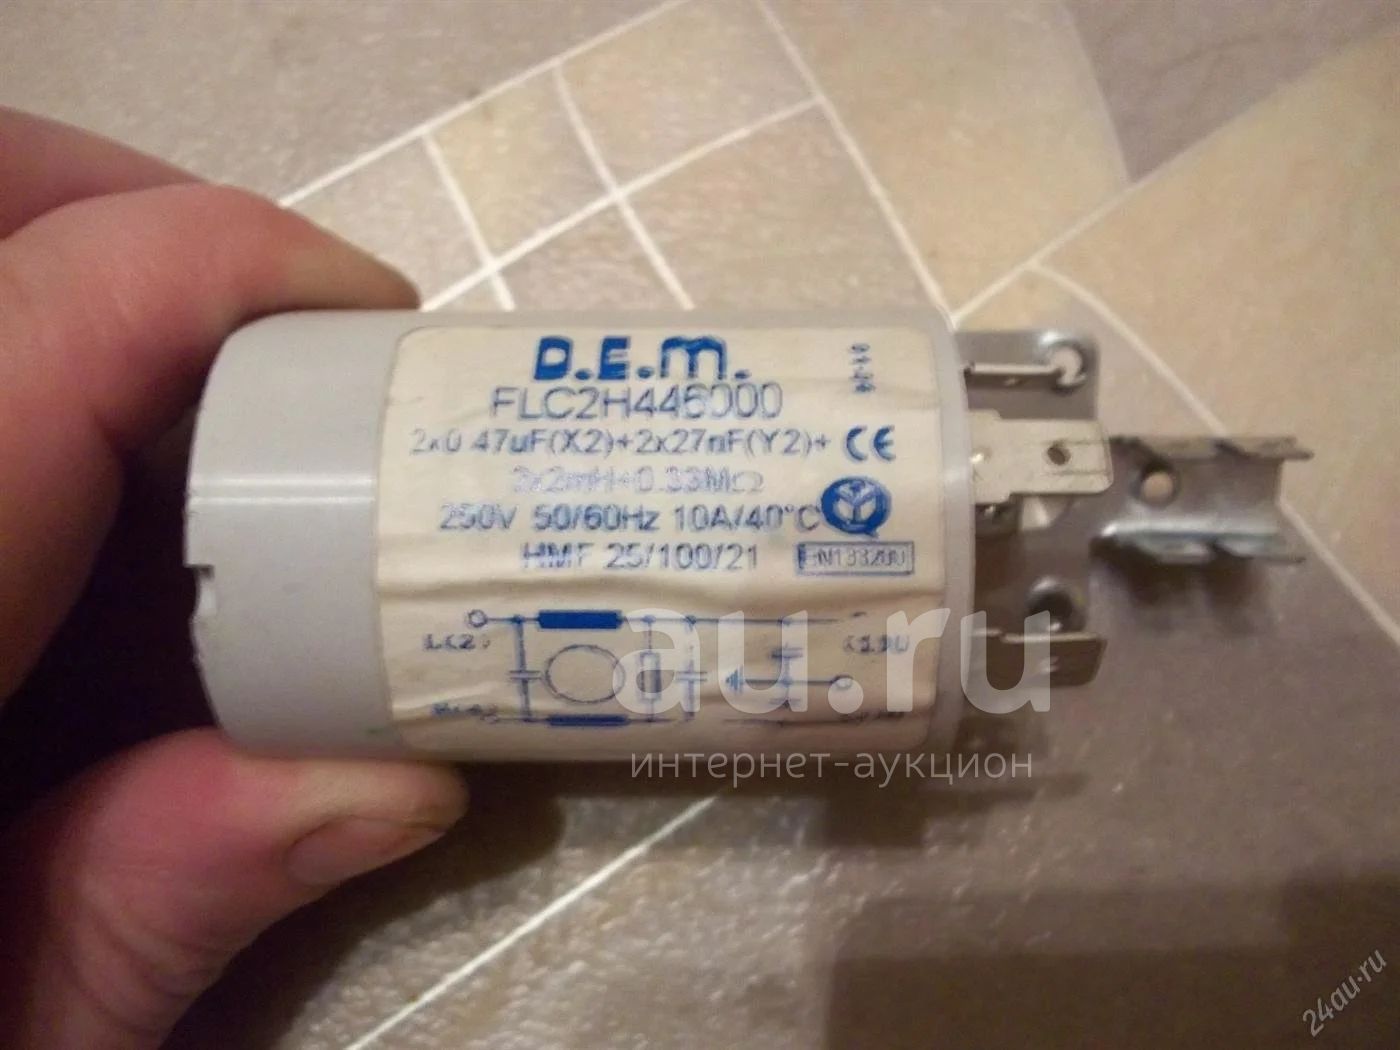 D.E.M.
FLC2H446000
2x0.47uF(X2)+2x27nF(Y2)+
2x2mH+0.33MΩ
250V 50/60Hz 10A/40°C
HMF 25/100/21
CE
EN133200
L(2)
au.ru
интернет-аукцион
24au.ru